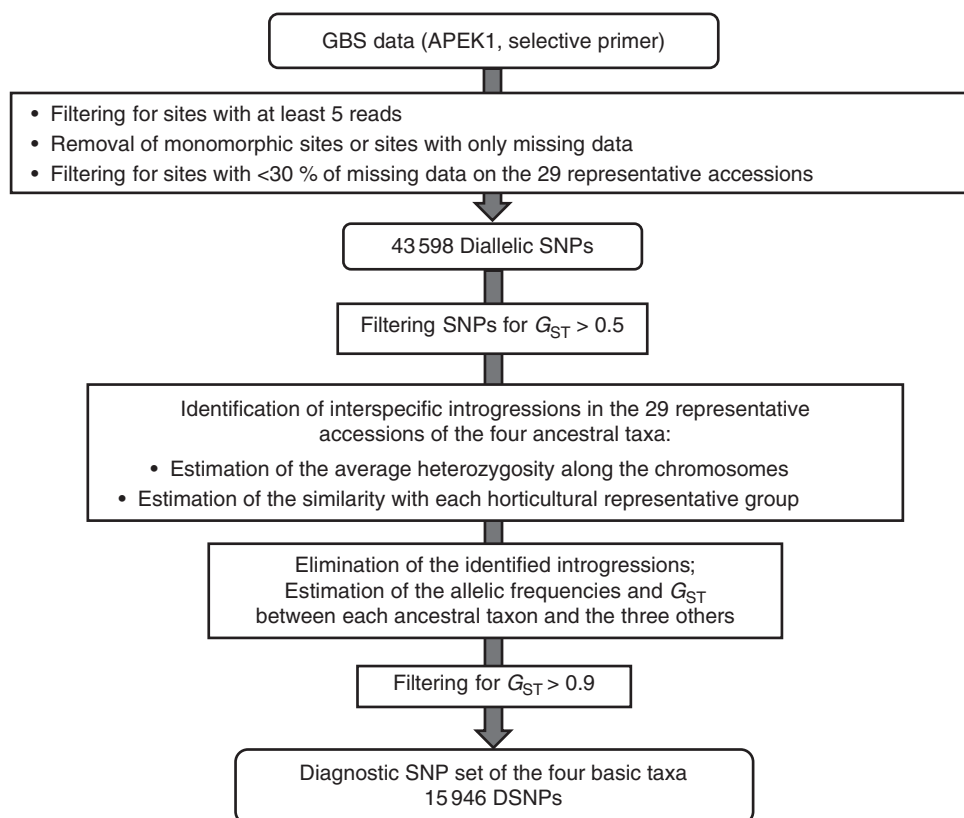 GBS data (APEK1, selective primer)
• Filtering for sites with at least 5 reads
• Removal of monomorphic sites or sites with only missing data
• Filtering for sites with <30 % of missing data on the 29 representative accessions
43 598 Diallelic SNPs
Filtering SNPs for GST > 0.5
Identification of interspecific introgressions in the 29 representative
accessions of the four ancestral taxa:
• Estimation of the average heterozygosity along the chromosomes
• Estimation of the similarity with each horticultural representative group
Elimination of the identified introgressions;
Estimation of the allelic frequencies and GST
between each ancestral taxon and the three others
Filtering for GST > 0.9
Diagnostic SNP set of the four basic taxa
15 946 DSNPs